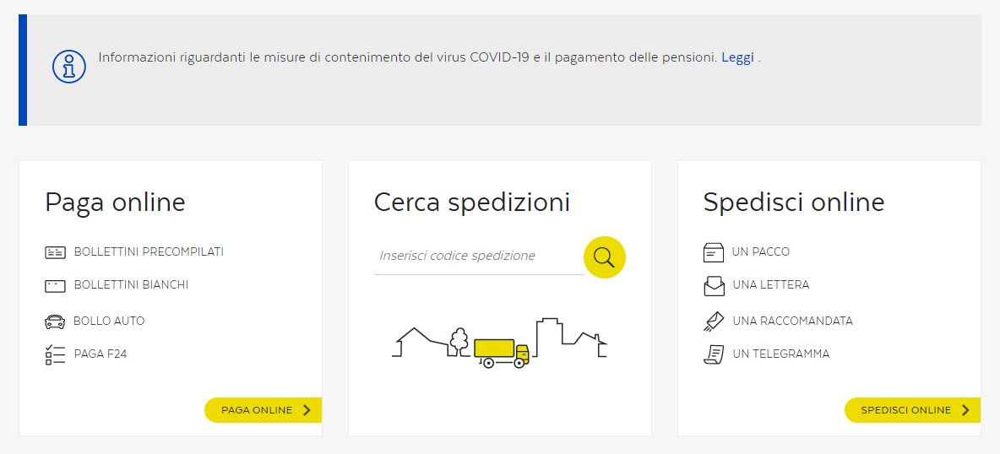 Informazioni riguardanti le misure di contenimento del virus COVID-19 e il pagamento delle pensioni. Leggi .
Paga online
BOLLETTINI PRECOMPILATI
BOLLETTINI BIANCHI
BOLLO AUTO
PAGA F24
PAGA ONLINE
Cerca spedizioni
Inserisci codice spedizione
Spedisci online
UN PACCO
UNA LETTERA
UNA RACCOMANDATA
UN TELEGRAMMA
SPEDISCI ONLINE